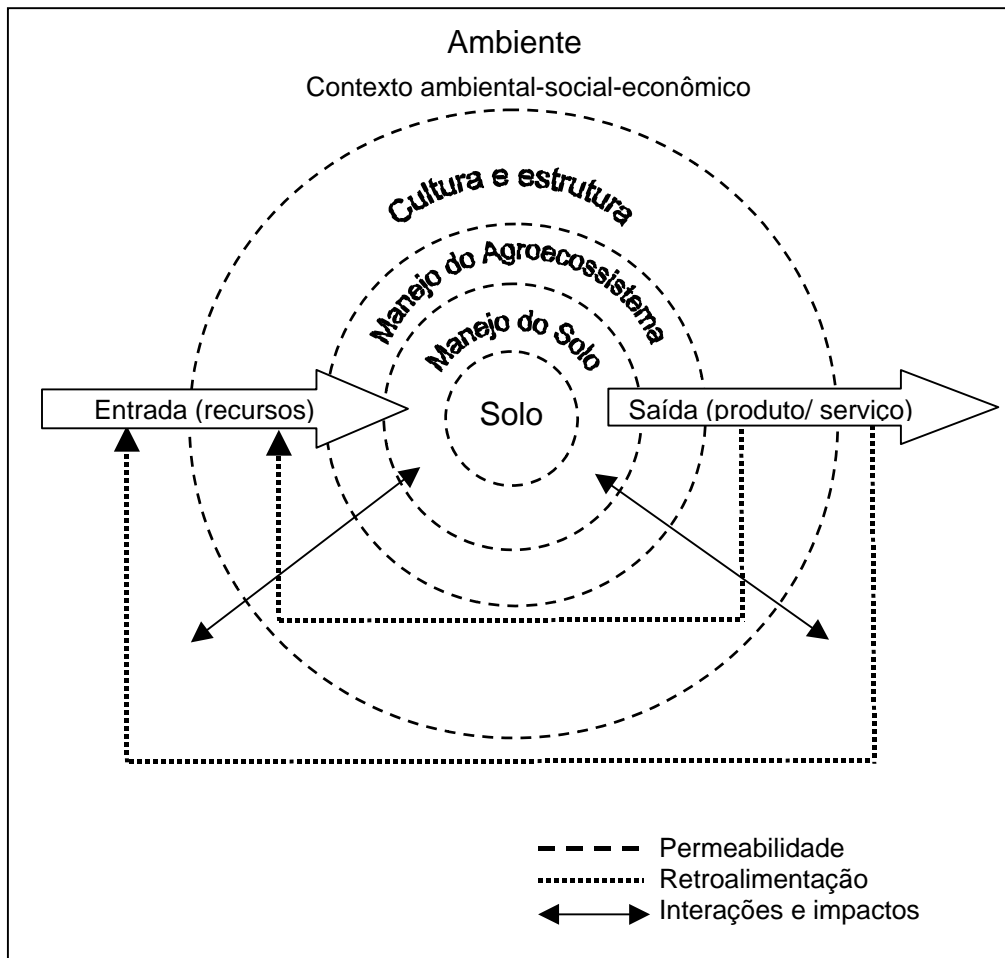 Ambiente
Contexto ambiental-social-econômico
Cultura e estrutura
Manejo do Agroecossistema
Manejo do Solo
Entrada (recursos)
Solo
Saída (produto/ serviço)
Permeabilidade
Retroalimentação
Interações e impactos